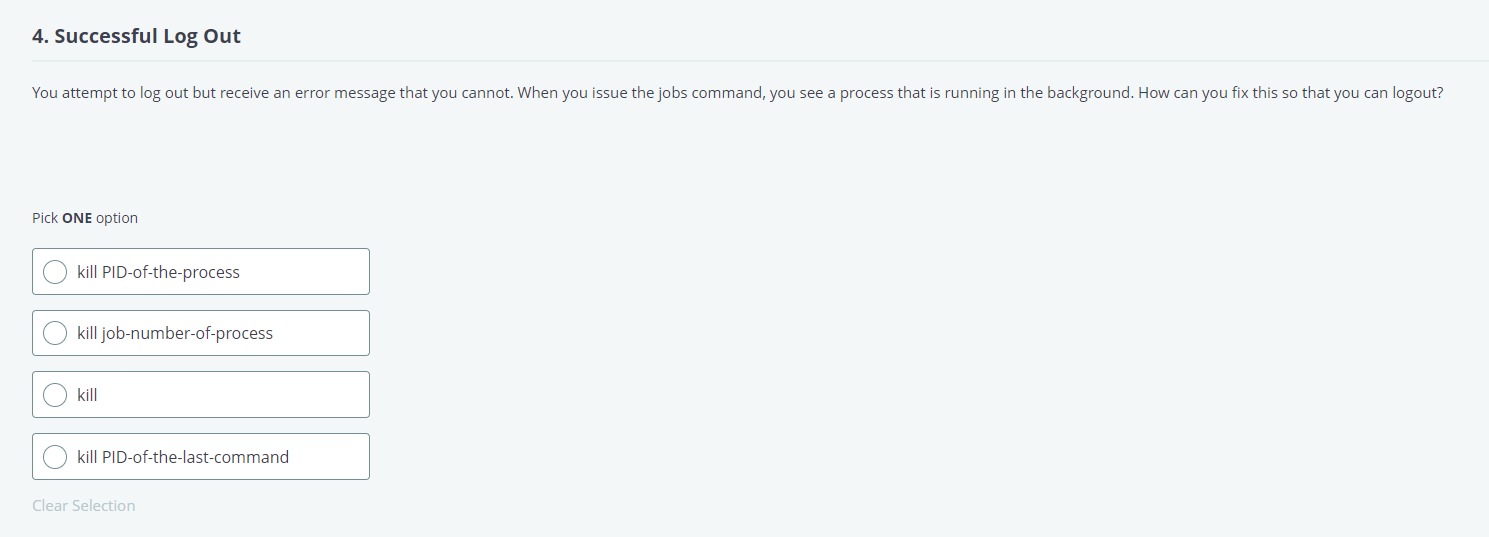 4. Successful Log Out
You attempt to log out but receive an error message that you cannot. When you issue the jobs command, you see a process that is running in the background. How can you fix this so that you can logout?
Pick ONE option
kill PID-of-the-process
kill job-number-of-process
kill
kill PID-of-the-last-command
Clear Selection